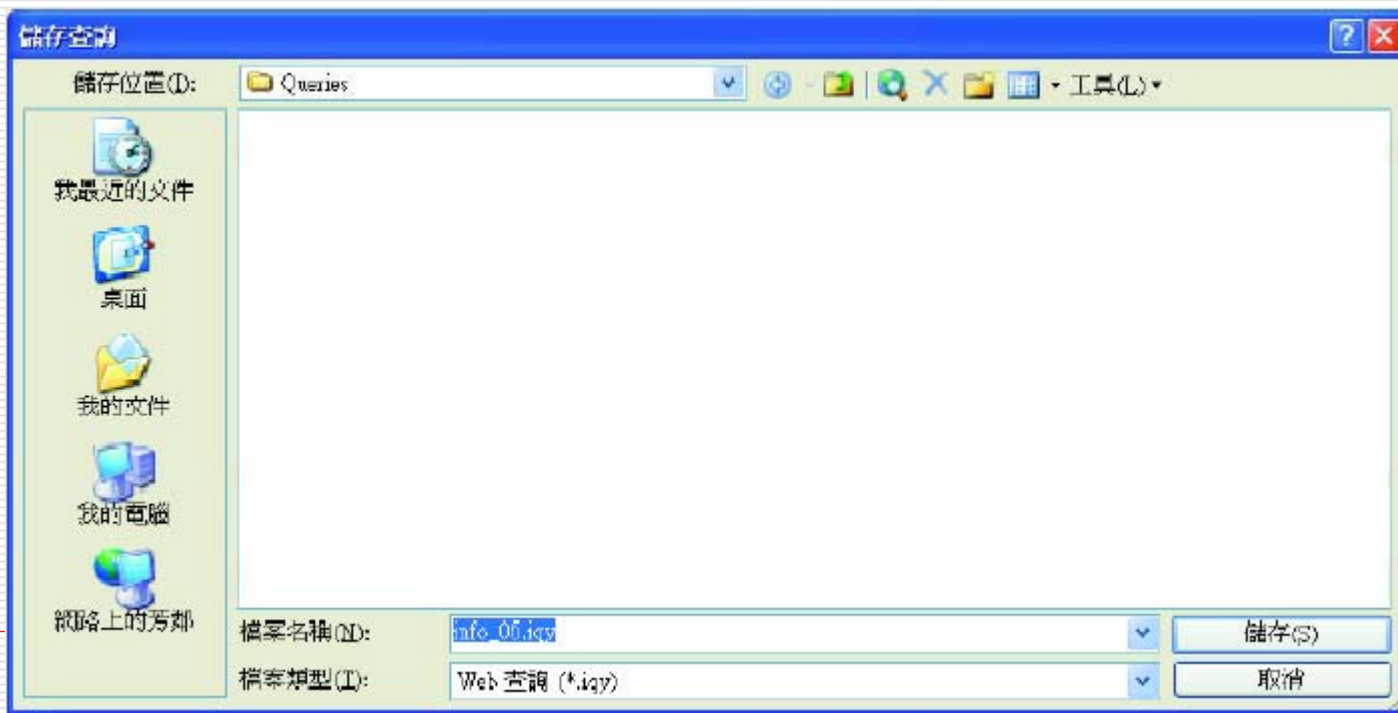 儲存查詢
儲存位置(I):
Queries
工具(L)
我最近的文件
桌面
我的文件
我的電腦
網路上的芳鄰
檔案名稱(N):
info_06.iqy
儲存(S)
檔案類型(T):
Web 查詢 (*.iqy)
取消